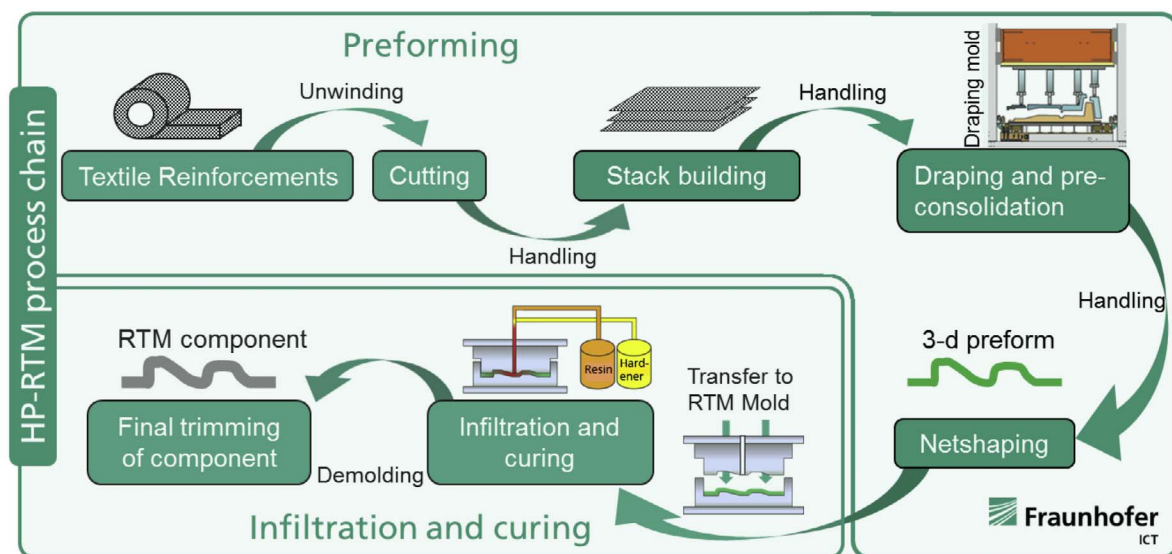 HP-RTM process chain
Preforming
Unwinding
Textile Reinforcements
Cutting
Handling
Stack building
Handling
Draping mold
Draping and pre-
consolidation
Handling
3-d preform
Netshaping
Transfer to
RTM Mold
Resin
Hard-
ener
Infiltration and
curing
Demolding
RTM component
Final trimming
of component
Infiltration and curing
Fraunhofer
ICT